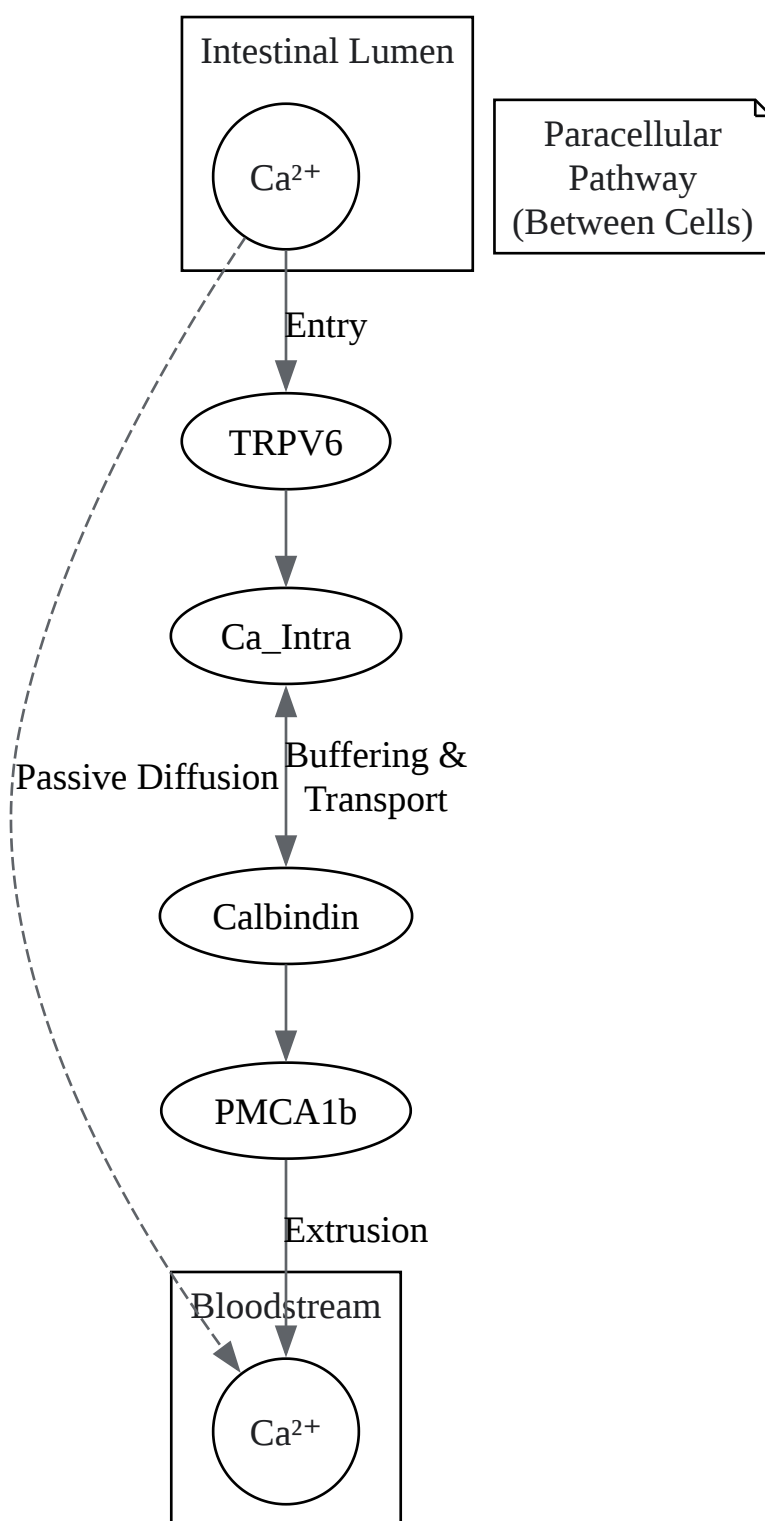 Intestinal Lumen
Ca²⁺
Paracellular
Pathway
(Between Cells)
Entry
TRPV6
Ca_Intra
Passive Diffusion
Buffering &
Transport
Calbindin
PMCA1b
Extrusion
Bloodstream
Ca²⁺